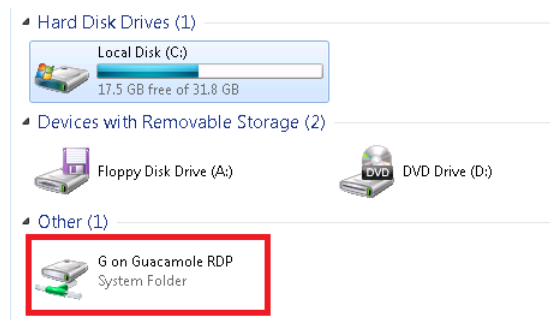 Hard Disk Drives (1)
Local Disk (C:)
17.5 GB free of 31.8 GB
Devices with Removable Storage (2)
Floppy Disk Drive (A:)
DVD
DVD Drive (D:)
Other (1)
G on Guacamole RDP
System Folder